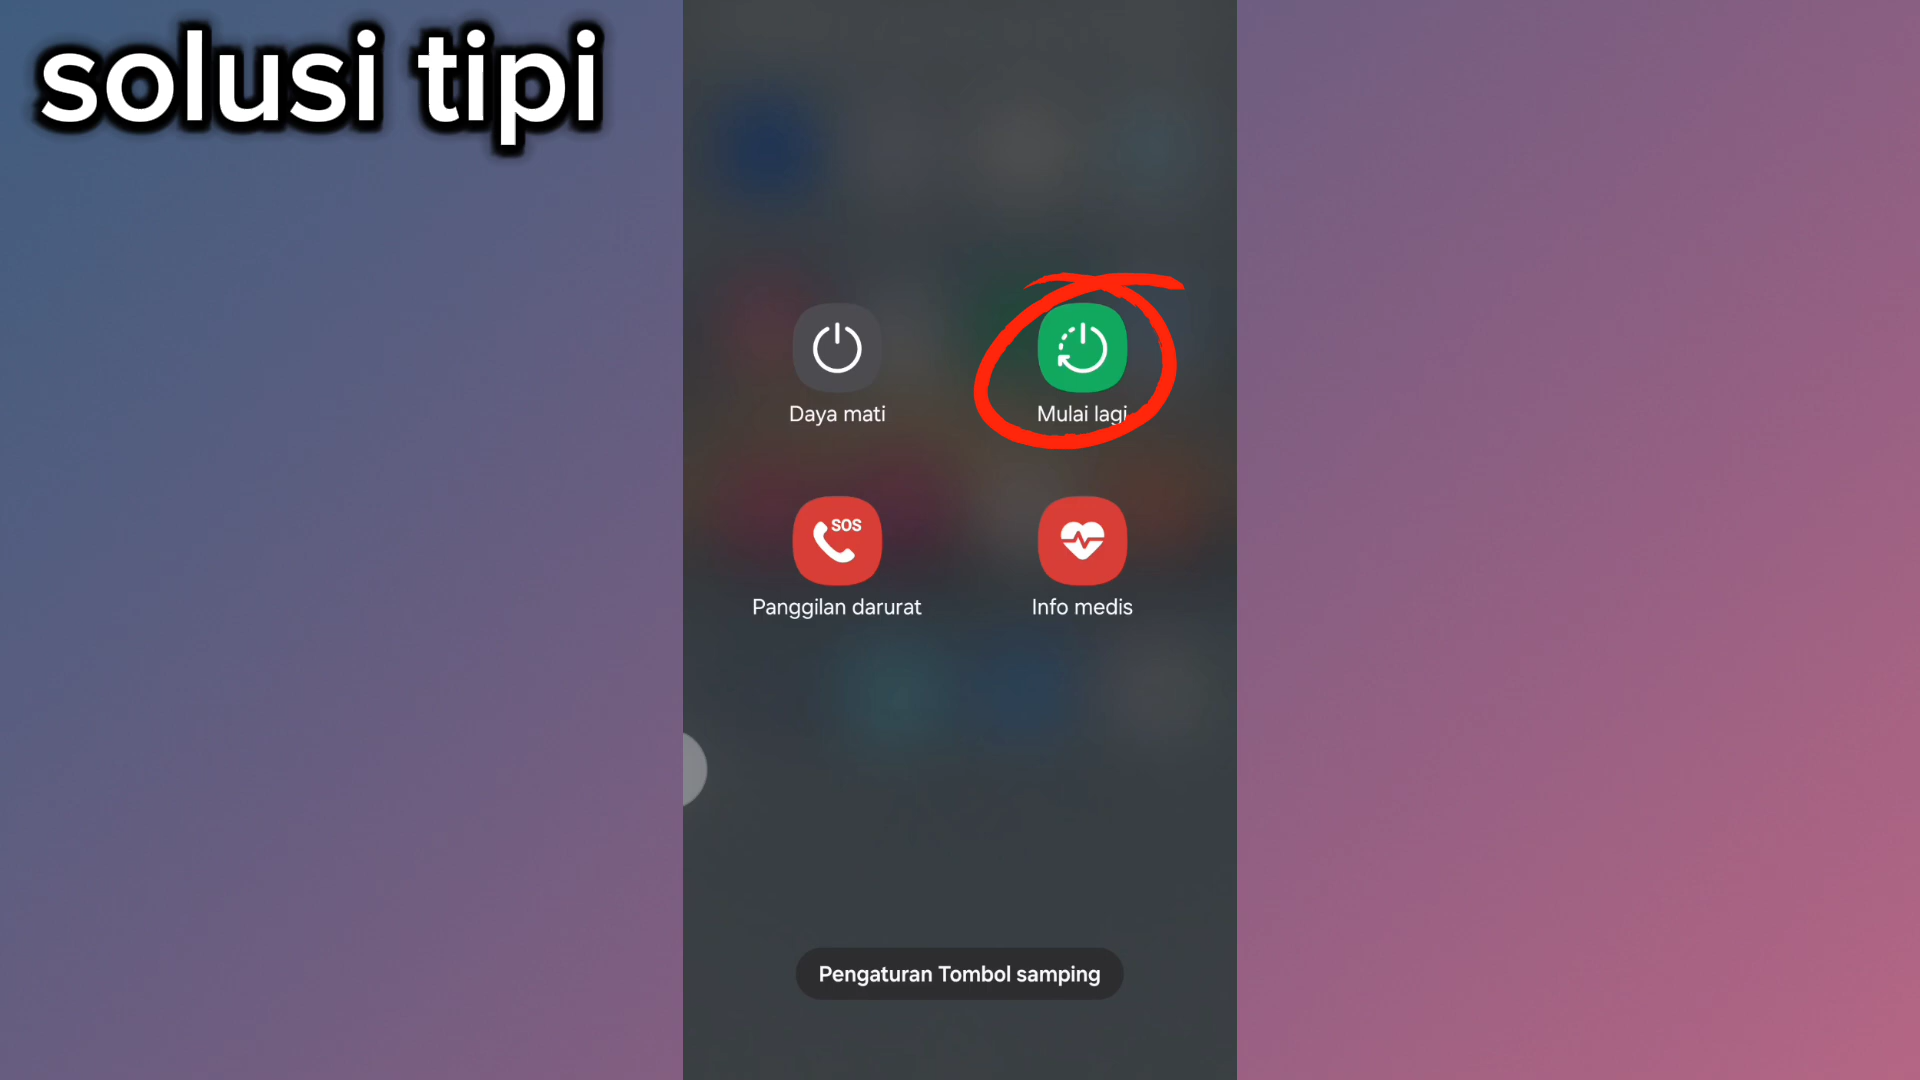 solusi tipi
Daya mati
Mulai lagi
SOS
Panggilan darurat
Info medis
Pengaturan Tombol samping